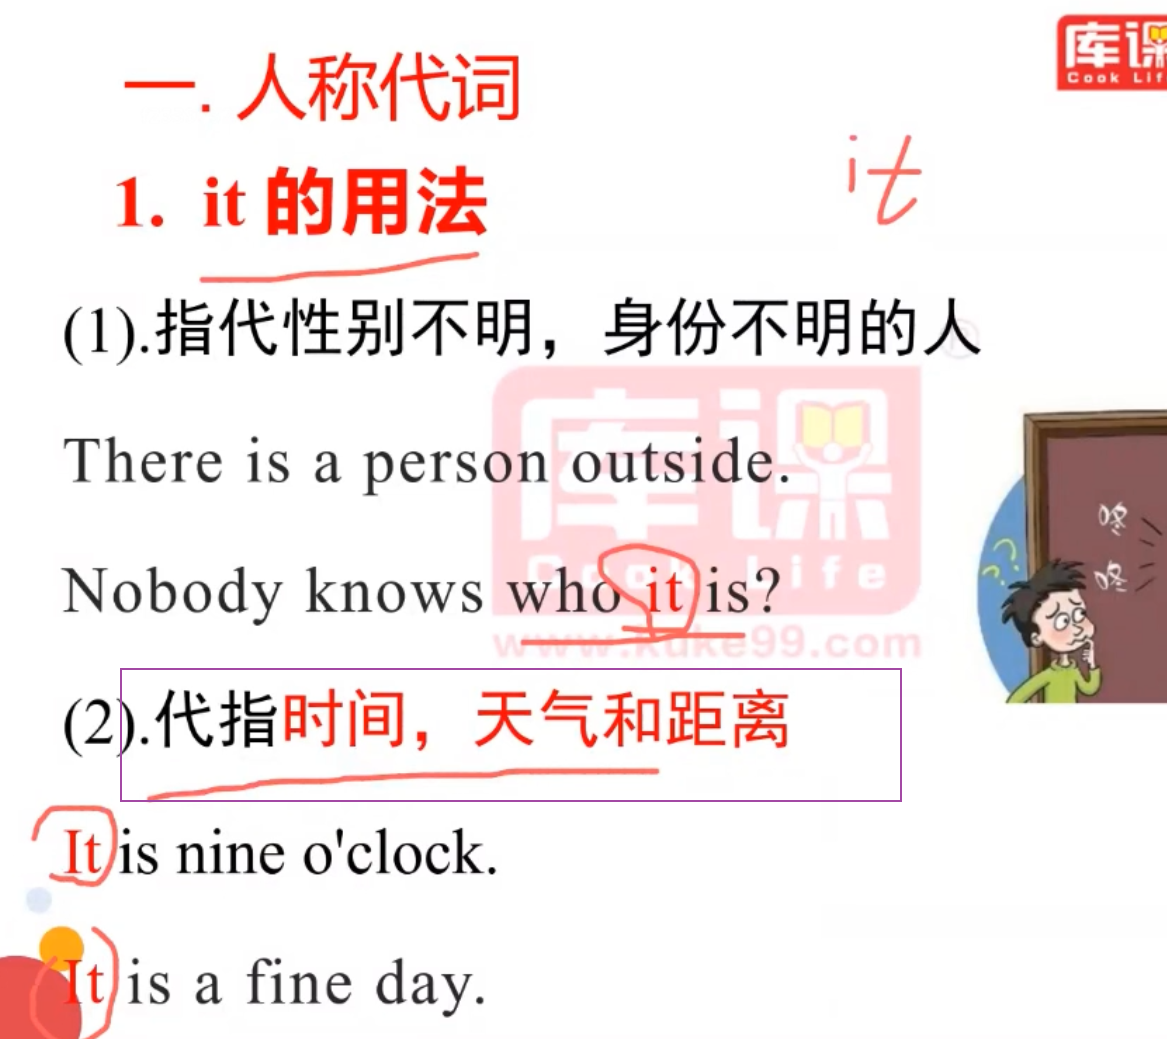 库课
Cook Lif
一. 人称代词
1. it 的用法
it
(1).指代性别不明，身份不明的人
There is a person outside.
咚
咚
Nobody knows who it is?
库课
Cook Life
www.kuke99.com
(2).代指时间，天气和距离
It is nine o'clock.
It is a fine day.